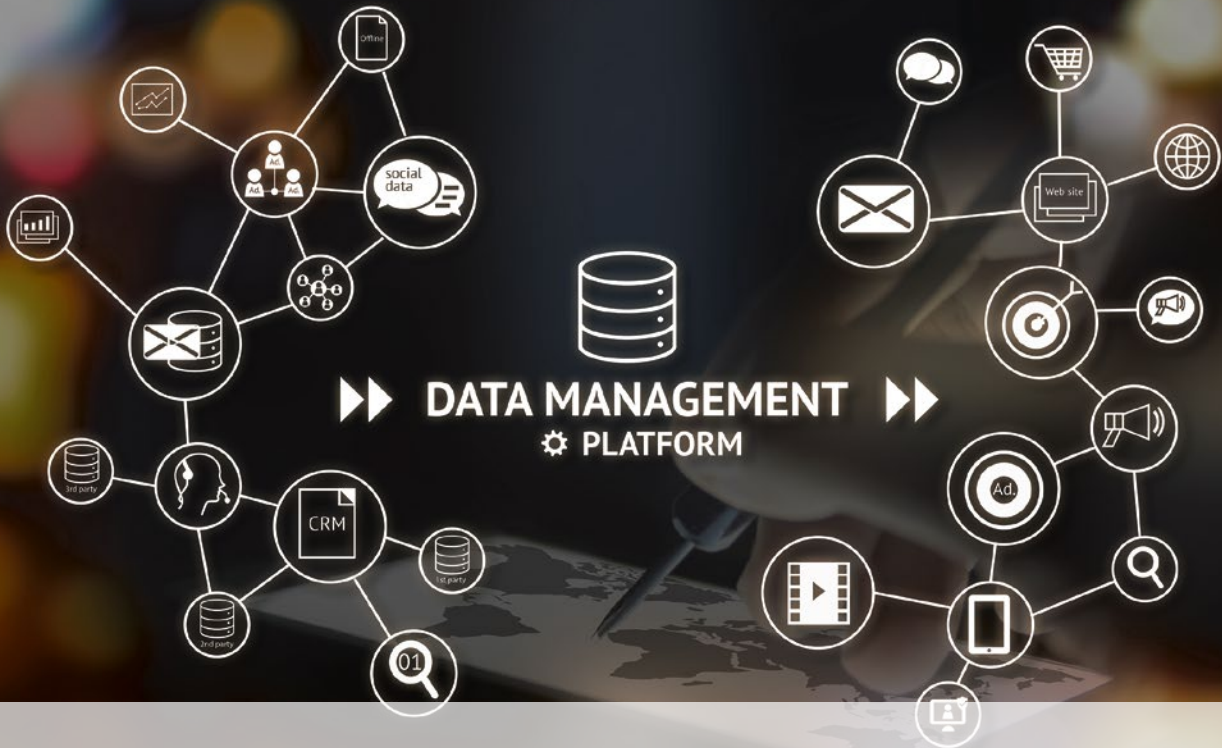 Offline
Ad.
Ad.
Ad.
social
data
Web site
DATA MANAGEMENT
PLATFORM
3rd party
CRM
1st party
2nd party
01
Ad.